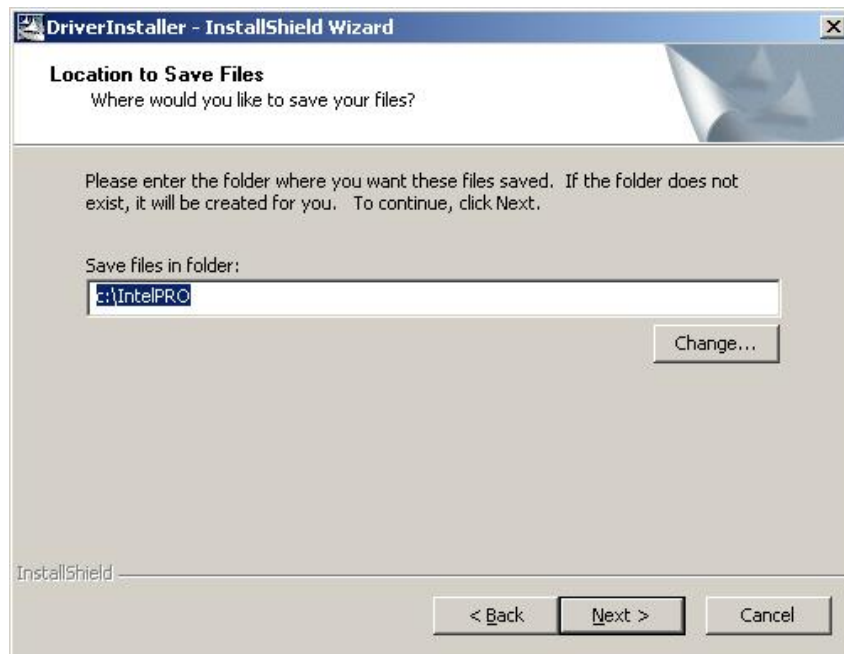 DriverInstaller - InstallShield Wizard
Location to Save Files
Where would you like to save your files?
Please enter the folder where you want these files saved.  If the folder does not
exist, it will be created for you.   To continue, click Next.
Save files in folder:
c:\IntelPRO
Change...
InstallShield
< Back
Next >
Cancel